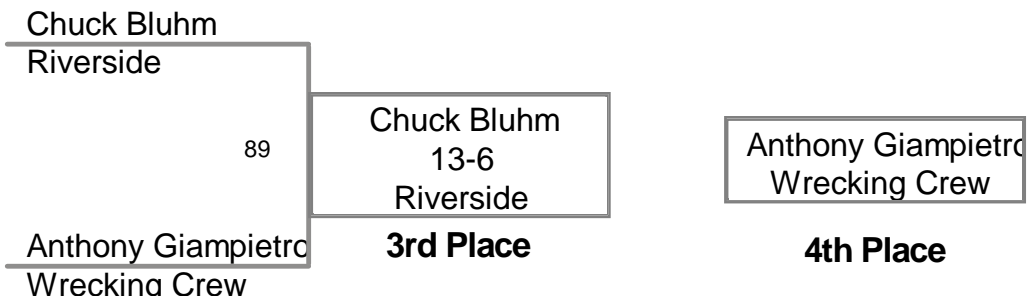 Chuck Bluhm
Riverside
89
Chuck Bluhm
13-6
Riverside
3rd Place
Anthony Giampietro
Wrecking Crew
4th Place
Anthony Giampietro
Wrecking Crew